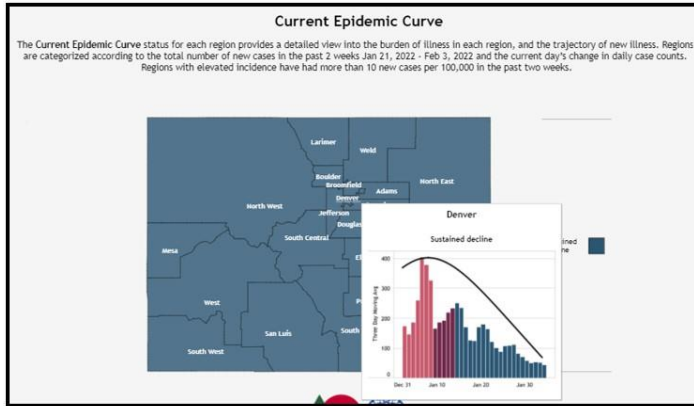 Current Epidemic Curve
The Current Epidemic Curve status for each region provides a detailed view into the burden of illness in each region, and the trajectory of new illness. Regions
are categorized according to the total number of new cases in the past 2 weeks Jan 21, 2022 - Feb 3, 2022 and the current day's change in daily case counts.
Regions with elevated incidence have had more than 10 new cases per 100,000 in the past two weeks.
Larimer
Weld
Boulder
Broomfield
North East
Adams
Denver
North West
Jefferson
Douglas
South Central
Mesa
West
San Luis
South
South West
Denver
Sustained decline
Three Day Moving Avg
400
300
200
100
0
Dec 31
Jan 10
Jan 20
Jan 30